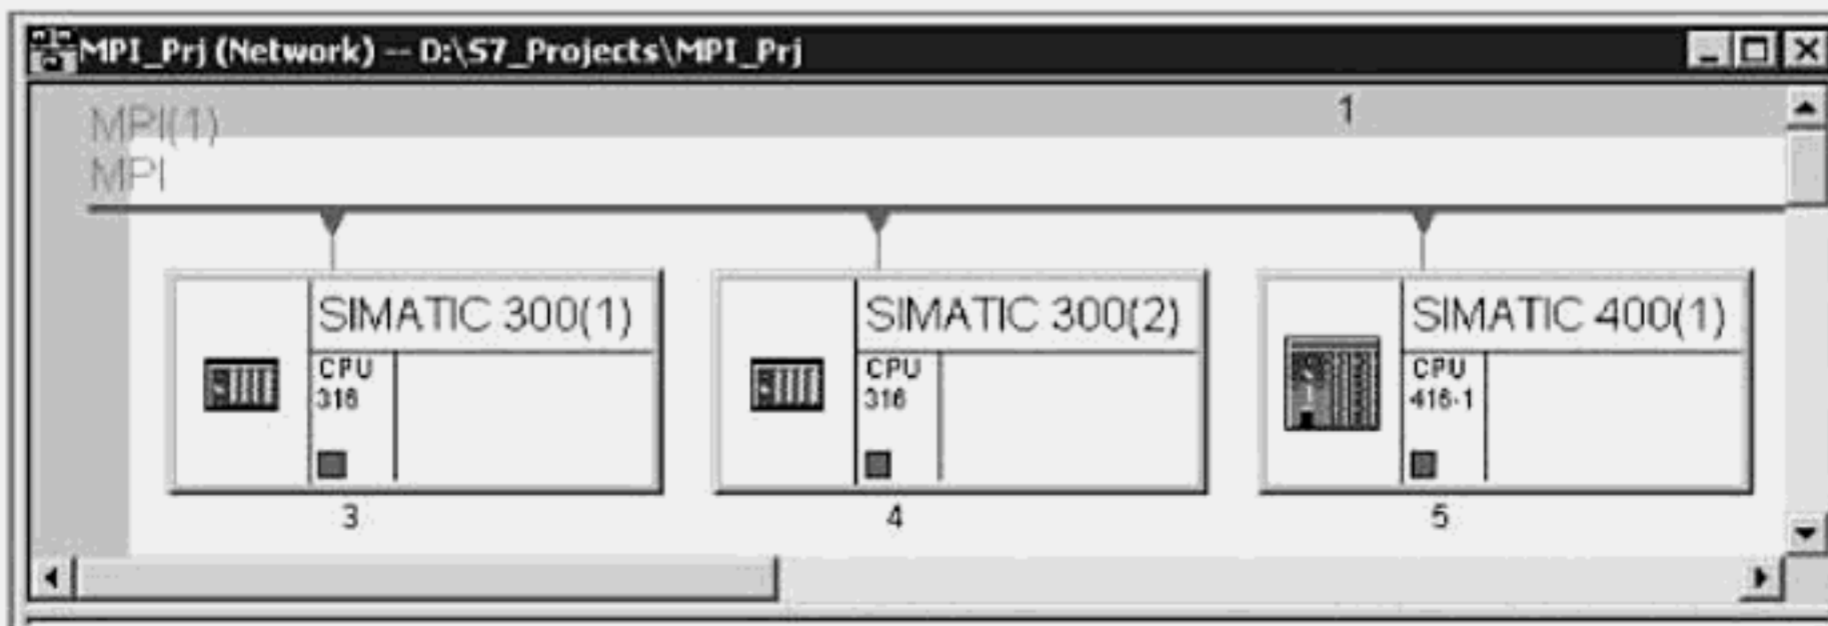 MPI_Prj (Network) -- D:\S7_Projects\MPI_Prj
1
MPI(1)
MPI
SIMATIC 300(1)
CPU
316
3
SIMATIC 300(2)
CPU
316
4
SIMATIC 400(1)
CPU
416-1
5